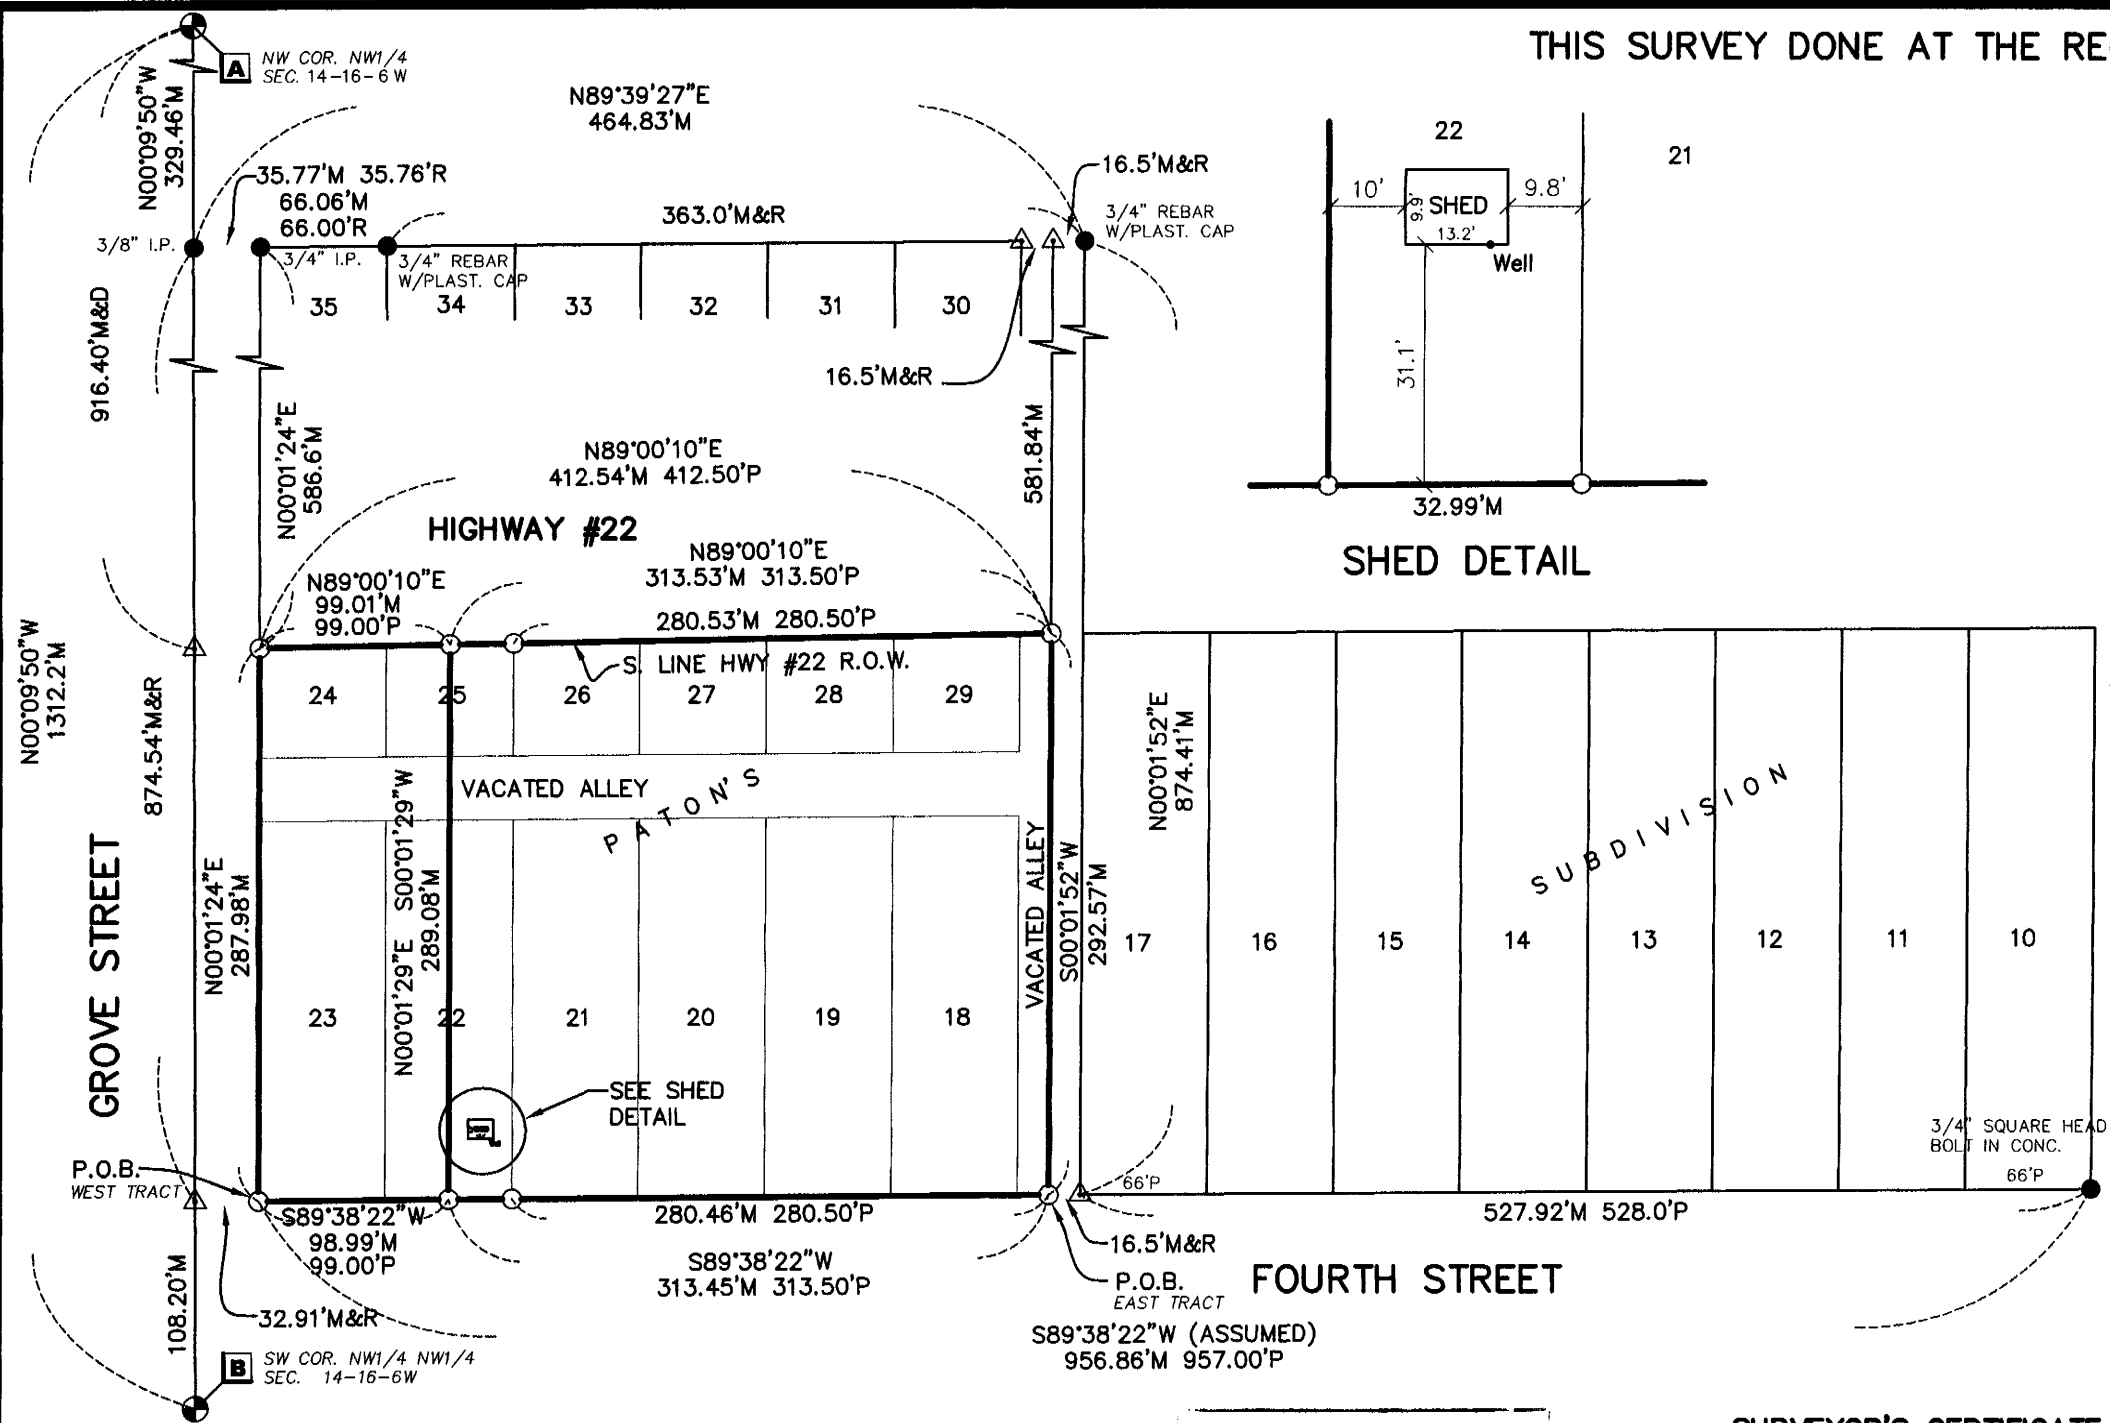 THIS SURVEY DONE AT THE RE
A
NW COR. NW1/4
SEC. 14-16-6W
N00°09'50"W
329.46'M
N89°39'27"E
464.83'M
35.77'M 35.76'R
66.06'M
66.00'R
363.0'M&R
16.5'M&R
3/4" REBAR
W/PLAST. CAP
3/8" I.P.
3/4" I.P.
3/4" REBAR
W/PLAST. CAP
35
34
33
32
31
30
16.5'M&R
916.40'M&D
N00°01'24"E
586.6'M
581.84'M
N89°00'10"E
412.54'M 412.50'P
HIGHWAY #22
N89°00'10"E
313.53'M 313.50'P
N89°00'10"E
99.01'M
99.00'P
280.53'M 280.50'P
S. LINE HWY #22 R.O.W.
22
21
10'
9.9'
SHED
13.2'
9.8'
Well
31.1'
32.99'M
SHED DETAIL
N00°09'50"W
1312.2'M
874.54'M&R
24
25
26
27
28
29
VACATED ALLEY
PATON'S
SUBDIVISION
N00°01'52"E
874.41'M
GROVE STREET
N00°01'24"E
287.98'M
N00°01'29"E S00°01'29"W
289.08'M
VACATED ALLEY
S00°01'52"W
292.57'M
23
22
21
20
19
18
17
16
15
14
13
12
11
10
SEE SHED
DETAIL
3/4" SQUARE HEAD
BOLT IN CONC.
66'P
66'P
P.O.B.
WEST TRACT
S89°38'22"W
98.99'M
99.00'P
280.46'M 280.50'P
527.92'M 528.0'P
S89°38'22"W
313.45'M 313.50'P
16.5'M&R
P.O.B.
EAST TRACT
FOURTH STREET
108.20'M
32.91'M&R
S89°38'22"W (ASSUMED)
956.86'M 957.00'P
B
SW COR. NW1/4 NW1/4
SEC. 14-16-6W
SURVEYOR'S CERTIFICATE